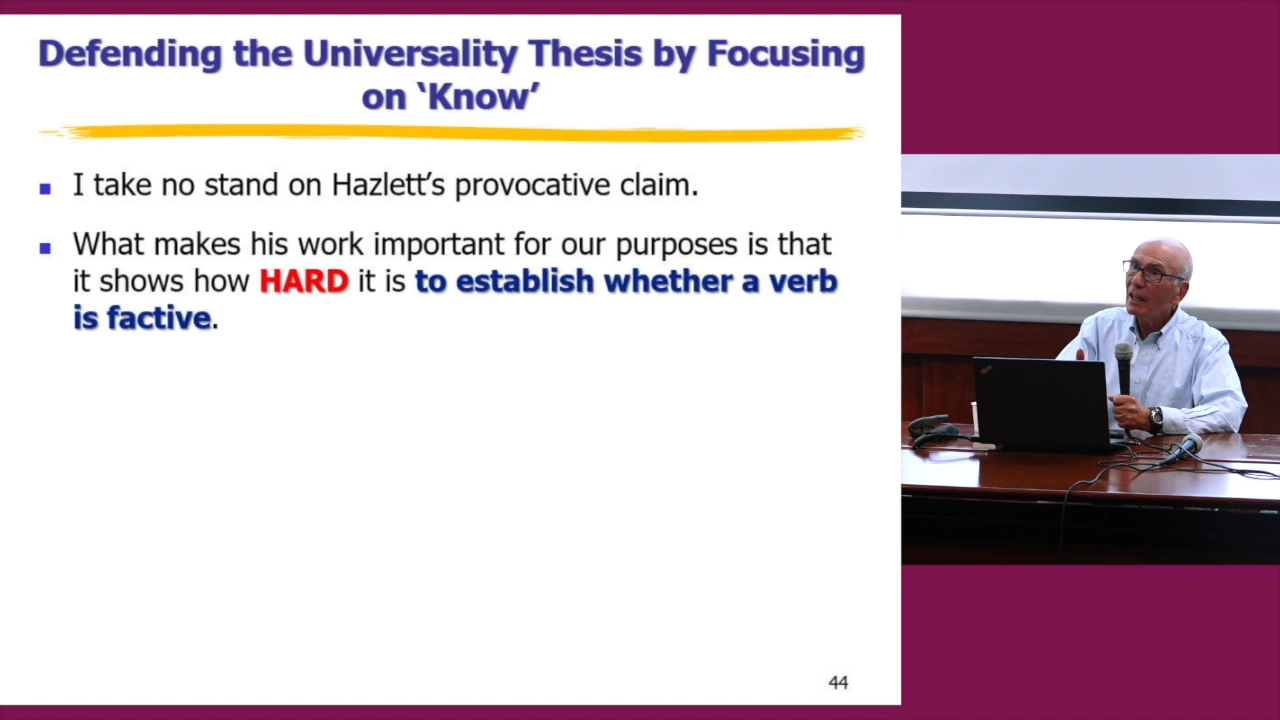 Defending the Universality Thesis by Focusing
on ‘Know’
I take no stand on Hazlett’s provocative claim.
What makes his work important for our purposes is that
it shows how HARD it is to establish whether a verb
is factive.
44